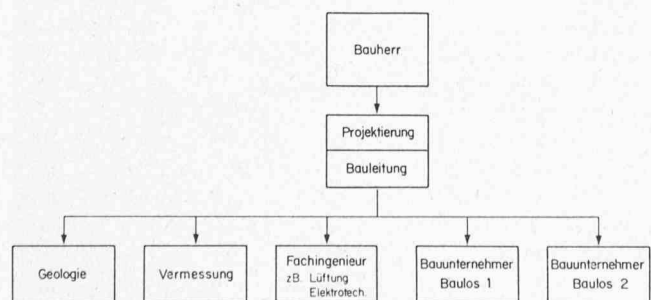 Bauherr
Projektierung
Bauleitung
Geologie
Vermessung
Fachingenieur
zB. Lüftung
Elektrotech.
Bauunternehmer
Baulos 1
Bauunternehmer
Baulos 2